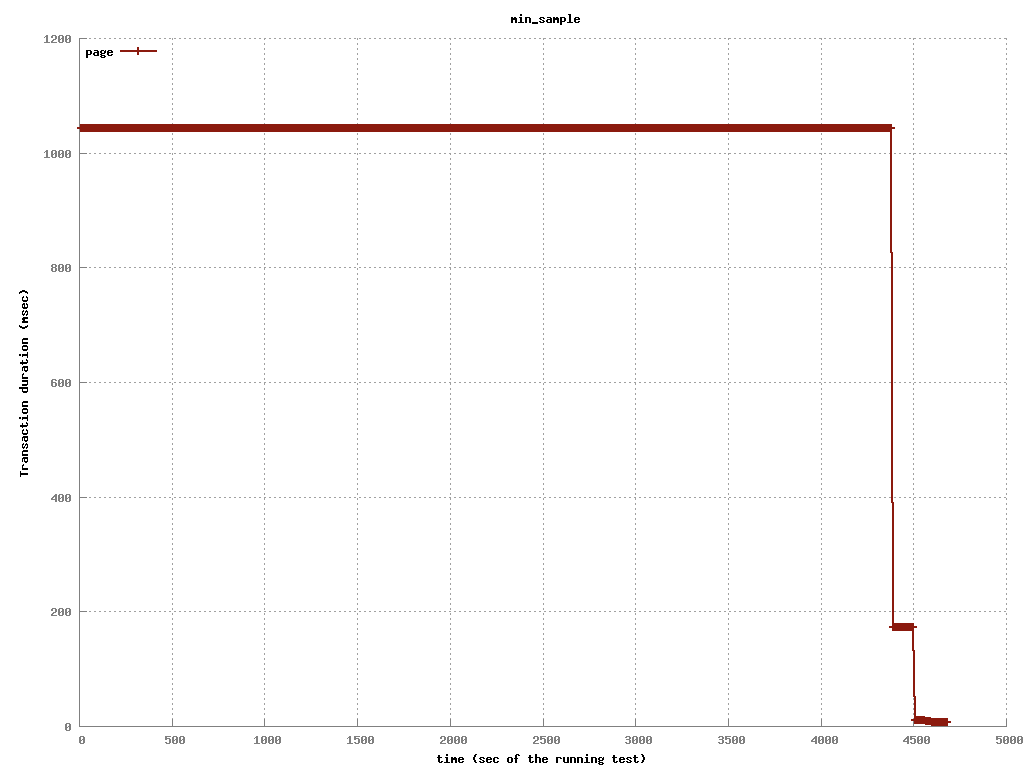 min_sample
1200
page
1000
800
600
400
200
0
Transaction duration (msec)
0 500 1000 1500 2000 2500 3000 3500 4000 4500 5000
time (sec of the running test)